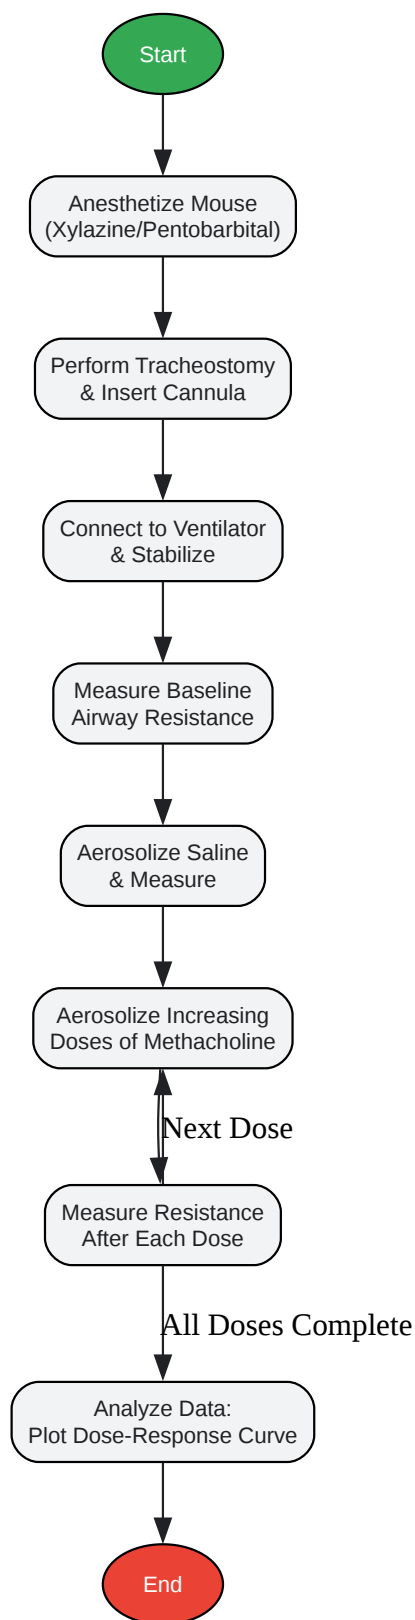 Start
Anesthetize Mouse
(Xylazine/Pentobarbital)
Perform Tracheostomy
& Insert Cannula
Connect to Ventilator
& Stabilize
Measure Baseline
Airway Resistance
Aerosolize Saline
& Measure
Aerosolize Increasing
Doses of Methacholine
Next Dose
Measure Resistance
After Each Dose
All Doses Complete
Analyze Data:
Plot Dose-Response Curve
End